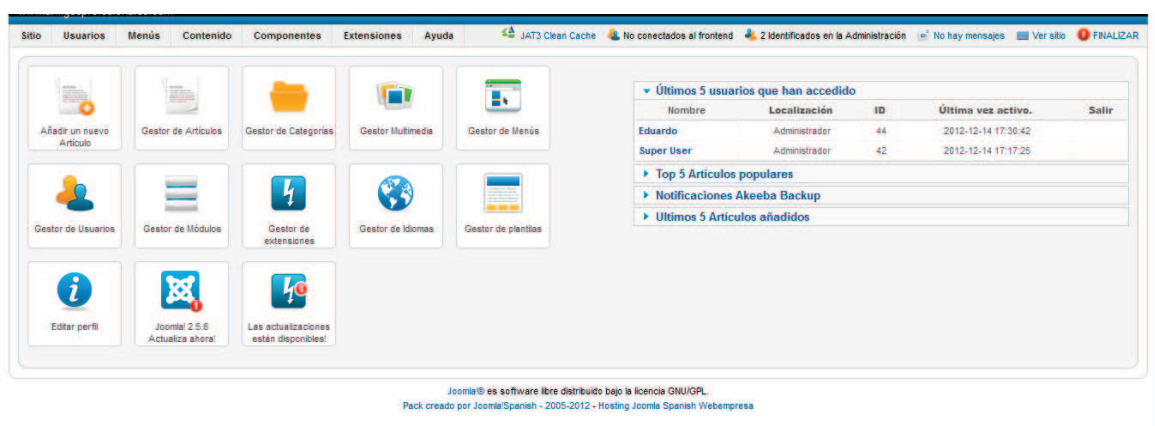 Sitio Usuarios Menús Contenido Componentes Extensiones Ayuda JAT3 Clean Cache No conectados al frontend 2 Identificados en la Administración No hay mensajes Ver sitio FINALIZAR
Añadir un nuevo Artículo
Gestor de Artículos
Gestor de Categorías
Gestor Multimedia
Gestor de Menús
Gestor de Usuarios
Gestor de Módulos
Gestor de extensiones
Gestor de Idiomas
Gestor de plantillas
Editar perfil
Joomla! 2.5.6 Actualiza ahora!
Las actualizaciones están disponibles!
Últimos 5 usuarios que han accedido
Nombre Localización ID Última vez activo. Salir
Eduardo Administrador 44 2012-12-14 17:30:42
Super User Administrador 42 2012-12-14 17:17:25
Top 5 Artículos populares
Notificaciones Akeeba Backup
Ultimos 5 Artículos añadidos
Joomla!® es software libre distribuido bajo la licencia GNU/GPL.
Pack creado por Joomla!Spanish - 2005-2012 - Hosting Joomla Spanish Webempresa